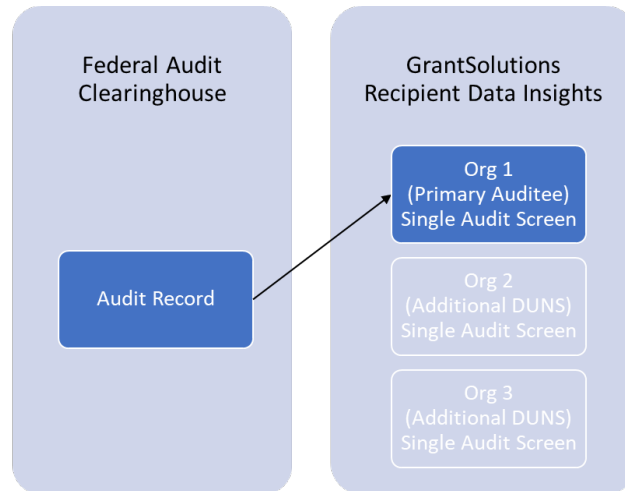 Federal Audit
Clearinghouse
Audit Record
GrantSolutions
Recipient Data Insights
Org 1
(Primary Auditee)
Single Audit Screen
Org 2
(Additional DUNS)
Single Audit Screen
Org 3
(Additional DUNS)
Single Audit Screen